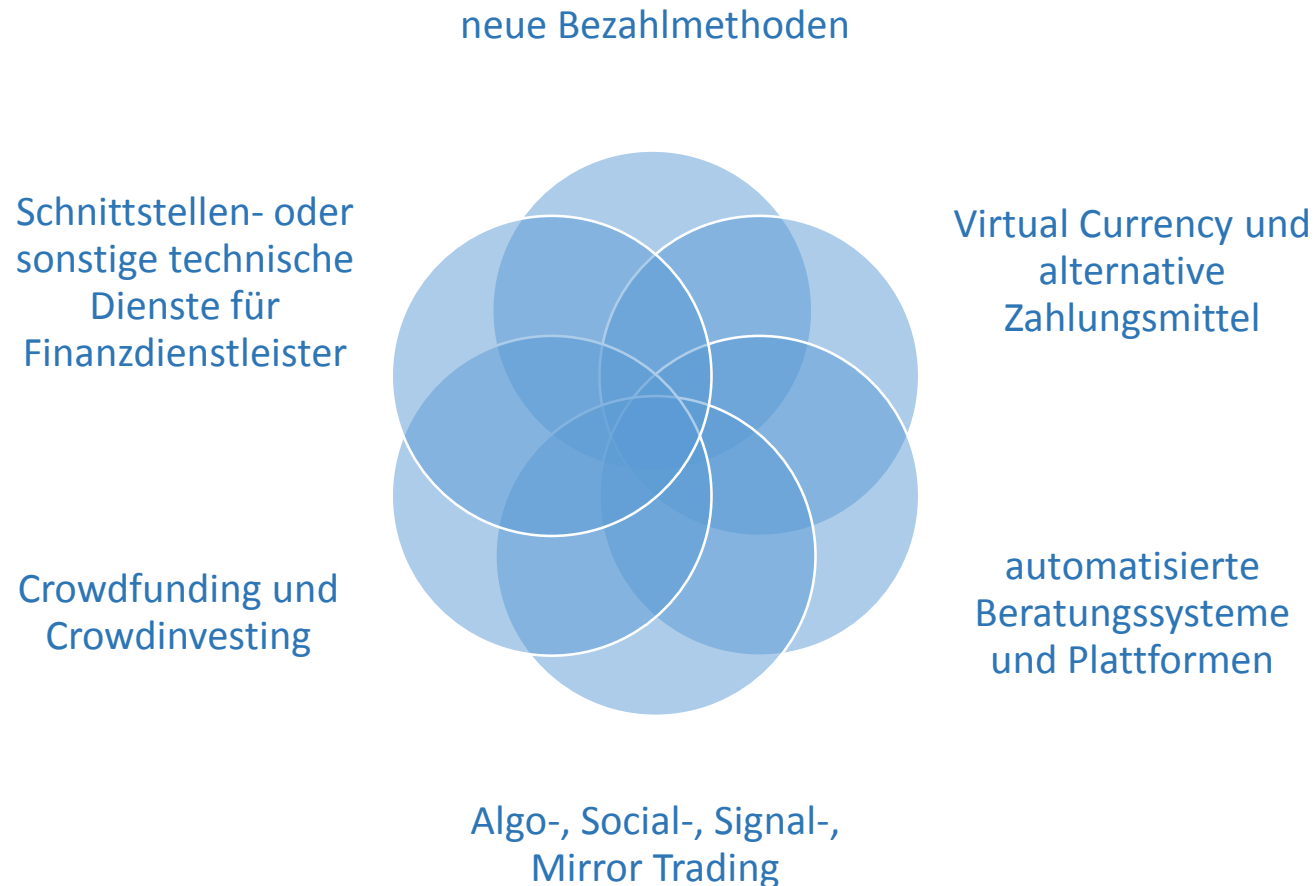 neue Bezahlmethoden
Schnittstellen- oder
sonstige technische
Dienste für
Finanzdienstleister
Virtual Currency und
alternative
Zahlungsmittel
Crowdfunding und
Crowdinvesting
automatisierte
Beratungssysteme
und Plattformen
Algo-, Social-, Signal-,
Mirror Trading